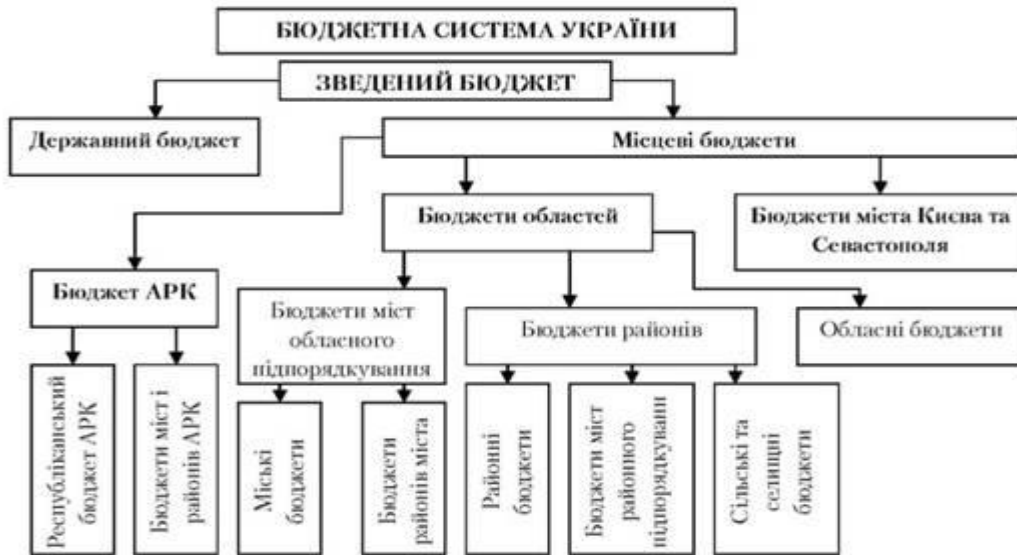 БЮДЖЕТНА СИСТЕМА УКРАЇНИ
ЗВЕДЕНИЙ БЮДЖЕТ
Державний бюджет
Місцеві бюджети
Бюджети областей
Бюджети міста Києва та
Севастополя
Бюджет АРК
Бюджети міст
обласного
підпорядкування
Бюджети районів
Обласні бюджети
Республіканський
бюджет АРК
Бюджети міст і
районів АРК
Міські
бюджети
Бюджети
районів міста
Районні
бюджети
Бюджети міст
районного
підпорядкуванн
Сільські та
селищні
бюджети